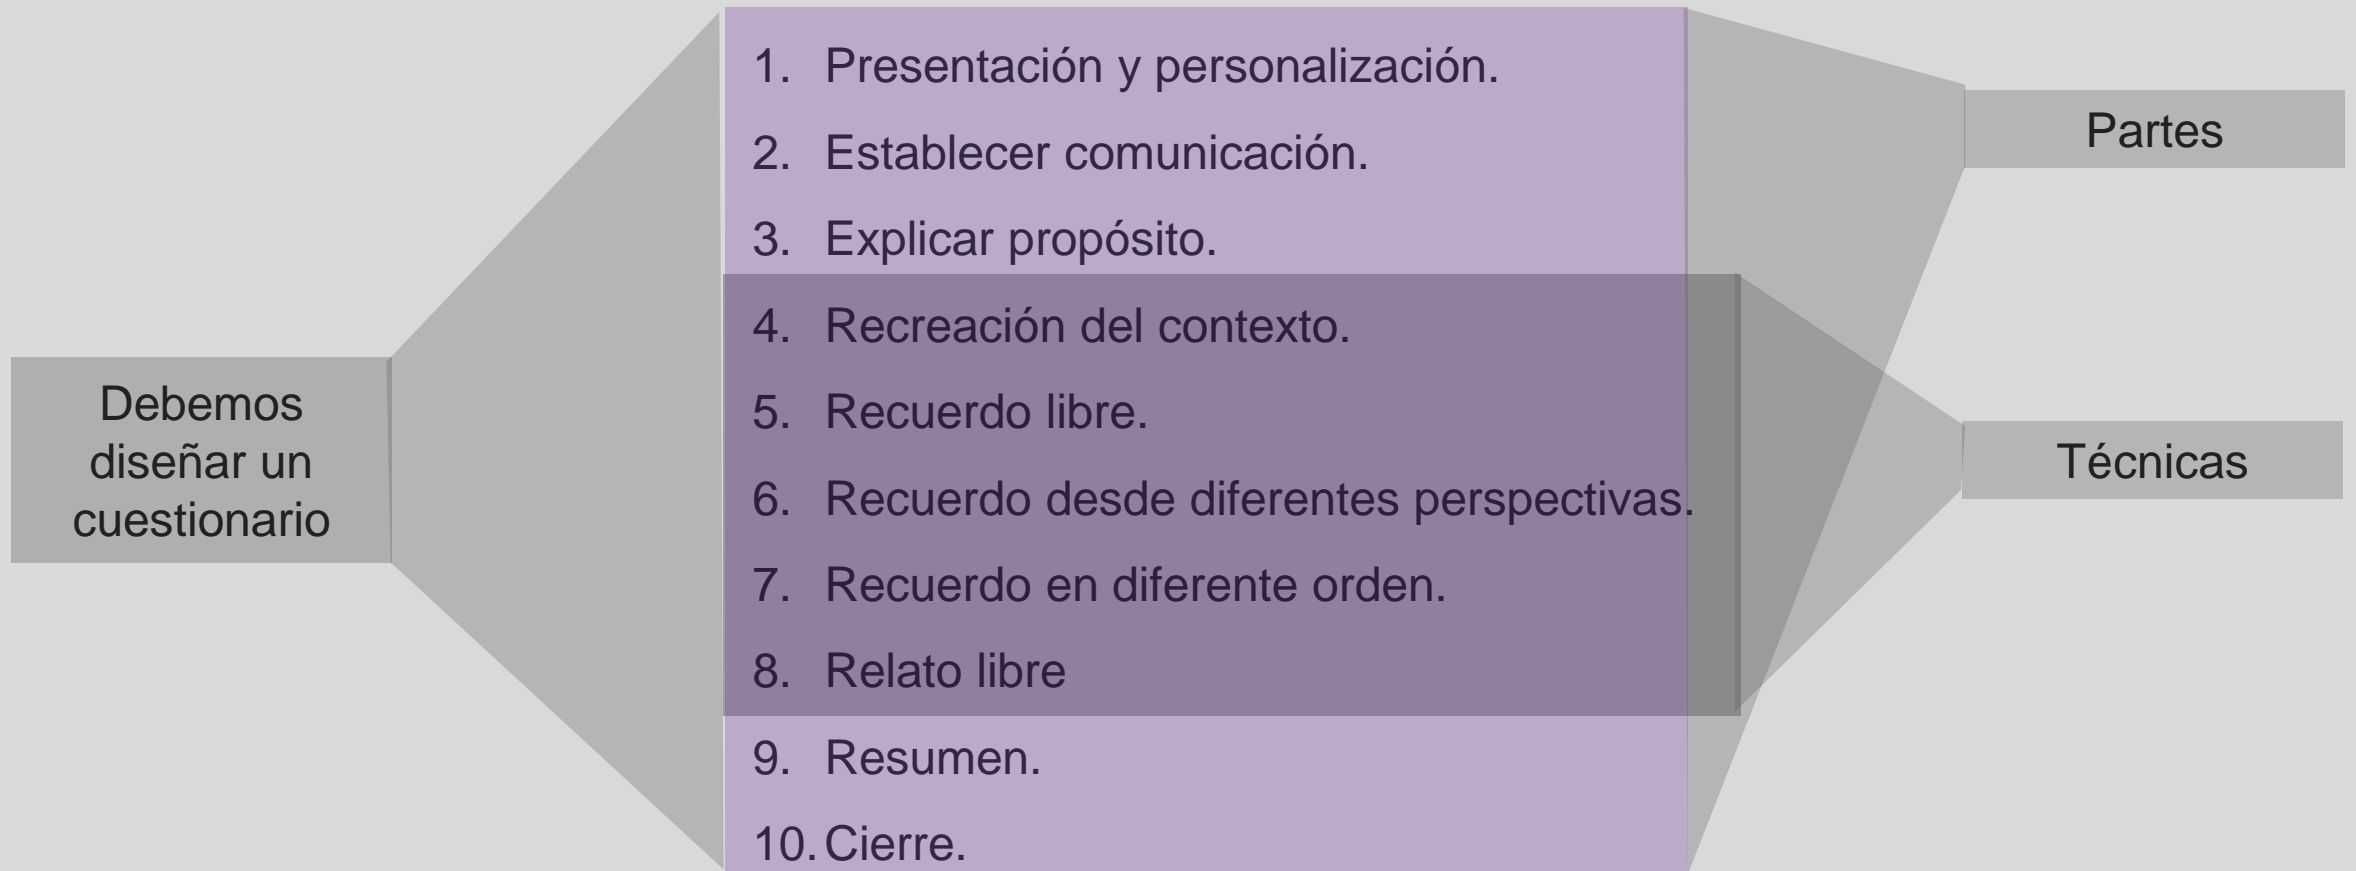 Debemos
diseñar un
cuestionario
1. Presentación y personalización.
2. Establecer comunicación.
3. Explicar propósito.
4. Recreación del contexto.
5. Recuerdo libre.
6. Recuerdo desde diferentes perspectivas.
7. Recuerdo en diferente orden.
8. Relato libre
9. Resumen.
10. Cierre.
Partes
Técnicas